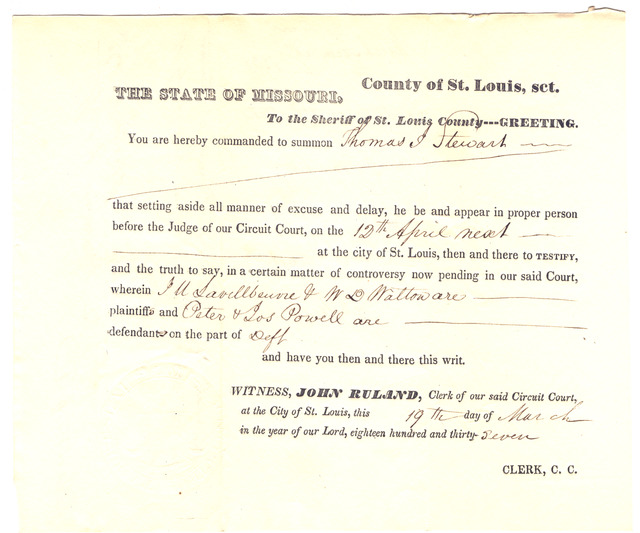 County of St. Louis, sct.
THE STATE OF MISSOURI,
To the Sheriff of St. Louis County---GREETING.
You are hereby commanded to summon Thomas J Stewart
that setting aside all manner of excuse and delay, he be and appear in proper person
before the Judge of our Circuit Court, on the 12th April next
at the city of St. Louis, then and there to TESTIFY,
and the truth to say, in a certain matter of controversy now pending in our said Court,
wherein & W D Walton are
plaintiffs and Peter & Jos Powell are
defendants on the part of Deft
and have you then and there this writ.
WITNESS, JOHN RULAND, Clerk of our said Circuit Court,
at the City of St. Louis, this 19th day of March
in the year of our Lord, eighteen hundred and thirty-seven
CLERK, C. C.